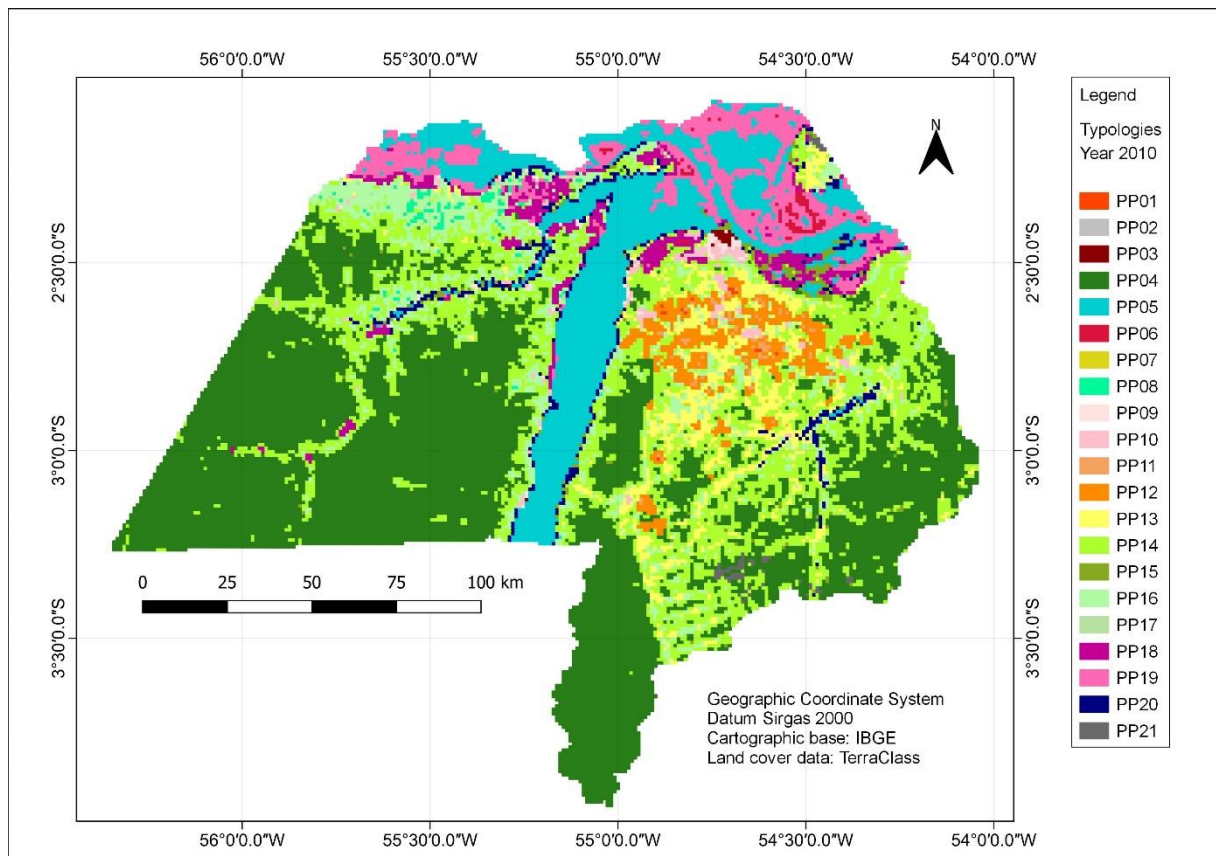 56°0'0.0"W 55°30'0.0"W 55°0'0.0"W 54°30'0.0"W 54°0'0.0"W
N
2°30'0.0"S
3°0'0.0"S
3°30'0.0"S
2°30'0.0"S
3°0'0.0"S
3°30'0.0"S
0 25 50 75 100 km
Geographic Coordinate System
Datum Sirgas 2000
Cartographic base: IBGE
Land cover data: TerraClass
56°0'0.0"W 55°30'0.0"W 55°0'0.0"W 54°30'0.0"W 54°0'0.0"W
Legend
Typologies
Year 2010
PP01
PP02
PP03
PP04
PP05
PP06
PP07
PP08
PP09
PP10
PP11
PP12
PP13
PP14
PP15
PP16
PP17
PP18
PP19
PP20
PP21